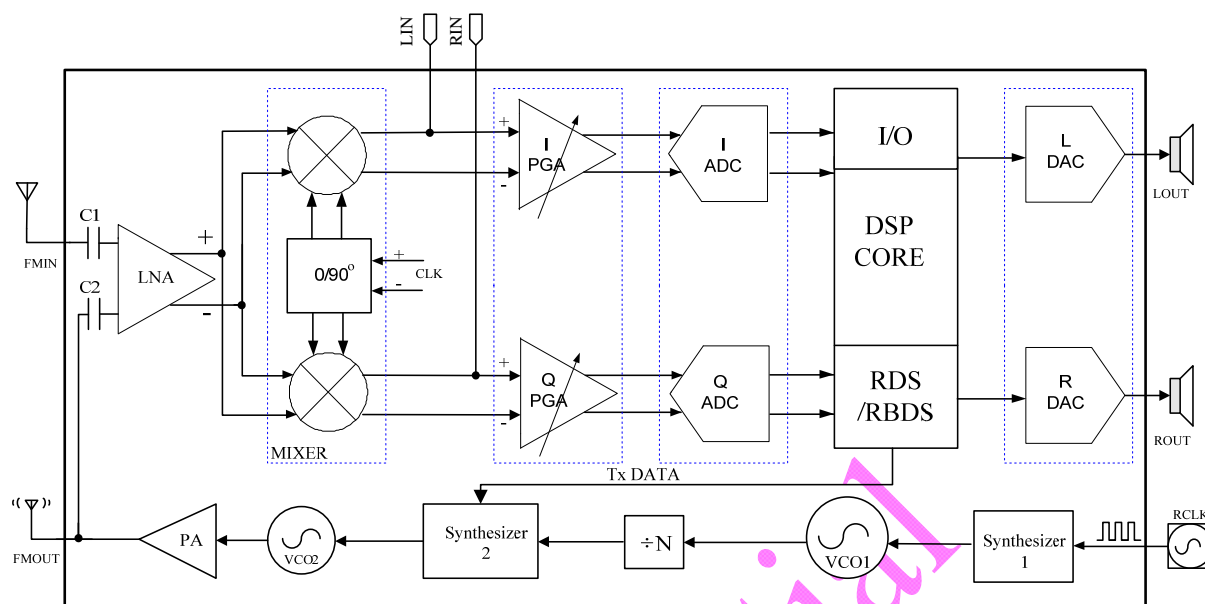 LIN
RIN
+
I
PGA
-
I
ADC
I/O
L
DAC
LOUT
C1
FMIN
+
LNA
C2
-
0/90°
+
CLK
-
DSP
CORE
+
Q
PGA
-
Q
ADC
RDS
/RBDS
R
DAC
ROUT
MIXER
Tx DATA
FMOUT
PA
VCO2
Synthesizer
2
÷N
VCO1
Synthesizer
1
RCLK